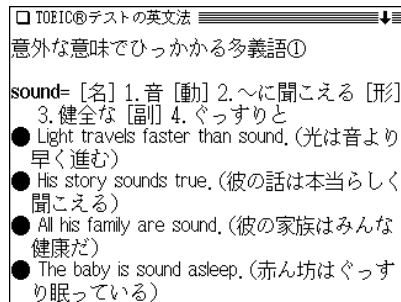 □ TOEIC®テストの英文法
意外な意味でひっかかる多義語①
sound= [名] 1.音 [動] 2.～に聞こえる [形]
3.健全な [副] 4.ぐっすりと
● Light travels faster than sound. (光は音より
早く進む)
● His story sounds true. (彼の話は本当らしく
聞こえる)
● All his family are sound. (彼の家族はみんな
健康だ)
● The baby is sound asleep. (赤ん坊はぐっす
り眠っている)